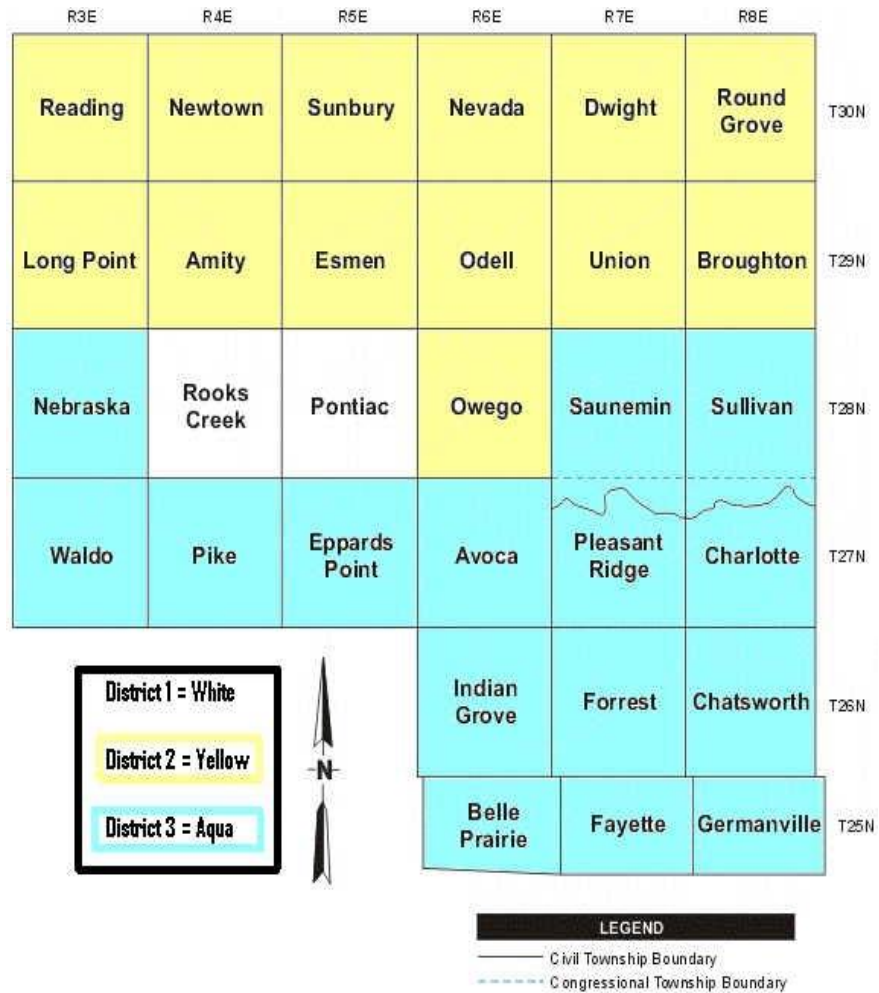 R3E R4E R5E R6E R7E R8E
Reading Newtown Sunbury Nevada Dwight Round
Grove
T30N
Long Point Amity Esmen Odell Union Broughton T29N
Nebraska Rooks
Creek
Pontiac Owego Saunemin Sullivan T28N
Waldo Pike Eppards
Point
Avoca Pleasant
Ridge
Charlotte T27N
Indian
Grove
Forrest Chatsworth T26N
Belle
Prairie
Fayette Germanville T25N
District 1 = White
District 2 = Yellow
District 3 = Aqua
N
LEGEND
Civil Township Boundary
Congressional Township Boundary